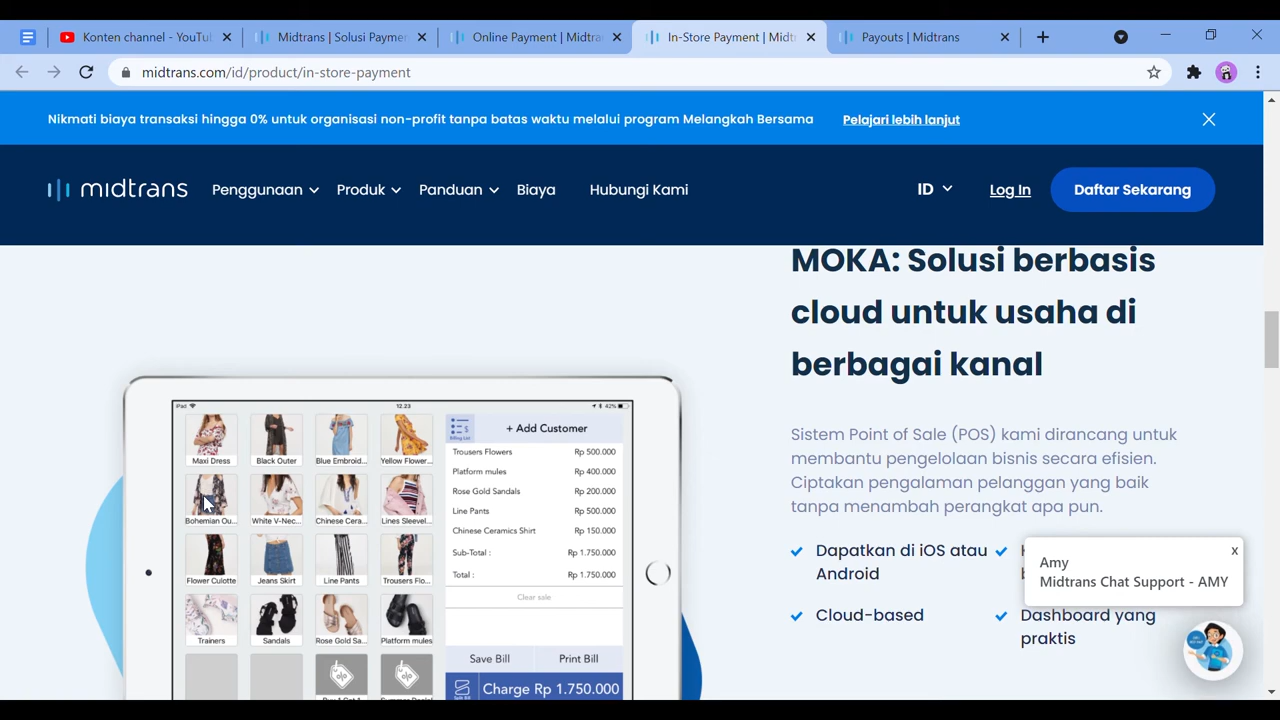 Konten channel - YouTu
Midtrans | Solusi Paymen
Online Payment | Midtra
In-Store Payment | Midt
Payouts | Midtrans
midtrans.com/id/product/in-store-payment
Nikmati biaya transaksi hingga 0% untuk organisasi non-profit tanpa batas waktu melalui program Melangkah Bersama
Pelajari lebih lanjut
midtrans
Penggunaan
Produk
Panduan
Biaya
Hubungi Kami
ID
Log In
Daftar Sekarang
MOKA: Solusi berbasis
cloud untuk usaha di
berbagai kanal
Sistem Point of Sale (POS) kami dirancang untuk
membantu pengelolaan bisnis secara efisien.
Ciptakan pengalaman pelanggan yang baik
tanpa menambah perangkat apa pun.
Dapatkan di iOS atau
Android
Cloud-based
Dashboard yang
praktis
Amy
x
Midtrans Chat Support - AMY
iPad
12.23
42%
Maxi Dress
Black Outer
Blue Embroid...
Yellow Flower...
Bohemian Ou...
White V-Nec...
Chinese Cera...
Lines Sleevel...
Flower Culotte
Jeans Skirt
Line Pants
Trousers Flo...
Trainers
Sandals
Rose Gold Sa...
Platform mules
Billing List
+ Add Customer
Trousers Flowers Rp 500.000
Platform mules Rp 400.000
Rose Gold Sandals Rp 200.000
Line Pants Rp 500.000
Chinese Ceramics Shirt Rp 150.000
Sub-Total : Rp 1.750.000
Total : Rp 1.750.000
Clear sale
Save Bill
Print Bill
Split Bill
Charge Rp 1.750.000